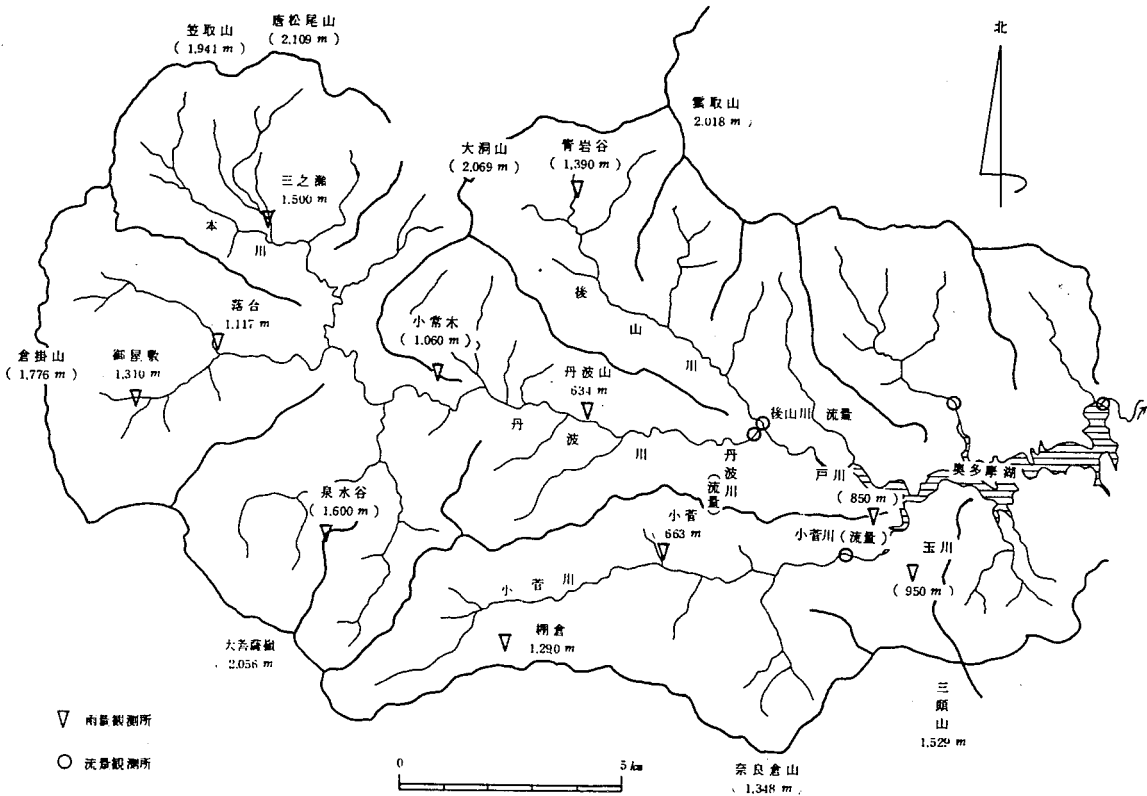 笠取山
( 1,941 m )
唐松尾山
( 2,109 m )
北
雲取山
2,018 m )
大洞山
( 2,069 m )
青岩谷
( 1,390 m )
三之瀬
1,500 m
本川
後山川
落合
1,117 m
小常木
( 1,060 m )
倉掛山
( 1,776 m )
御屋敷
1,310 m
丹波山
634 m
後山川 流量
丹波川
丹波川
(流量)
戸川
( 850 m )
奥多摩湖
泉水谷
( 1,600 m )
小菅
663 m
小菅川 ( 流量 )
玉川
( 950 m )
小菅川
棚倉
1,290 m
大菩薩嶺
( 2,056 m
三頭山
1,529 m
雨量観測所
流量観測所
0
5 km
奈良倉山
( 1,348 m )